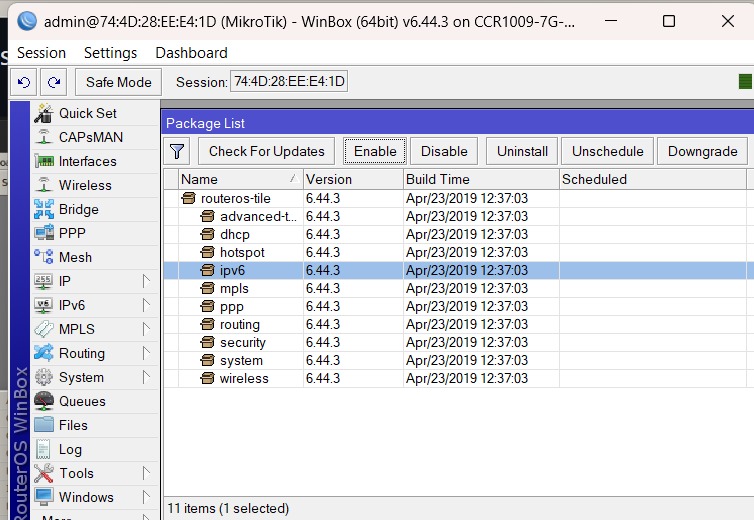 admin@74:4D:28:EE:E4:1D (MikroTik) - WinBox (64bit) v6.44.3 on CCR1009-7G-...
Session Settings Dashboard
Safe Mode Session: 74:4D:28:EE:E4:1D
Quick Set
CAPsMAN
Interfaces
Wireless
Bridge
PPP
Mesh
IP
IPv6
MPLS
Routing
System
Queues
Files
Log
Tools
Windows
RouterOS WinBox
Package List
Check For Updates Enable Disable Uninstall Unschedule Downgrade
Name Version Build Time Scheduled
routeros-tile 6.44.3 Apr/23/2019 12:37:03
advanced-t... 6.44.3 Apr/23/2019 12:37:03
dhcp 6.44.3 Apr/23/2019 12:37:03
hotspot 6.44.3 Apr/23/2019 12:37:03
ipv6 6.44.3 Apr/23/2019 12:37:03
mpls 6.44.3 Apr/23/2019 12:37:03
ppp 6.44.3 Apr/23/2019 12:37:03
routing 6.44.3 Apr/23/2019 12:37:03
security 6.44.3 Apr/23/2019 12:37:03
system 6.44.3 Apr/23/2019 12:37:03
wireless 6.44.3 Apr/23/2019 12:37:03
11 items (1 selected)